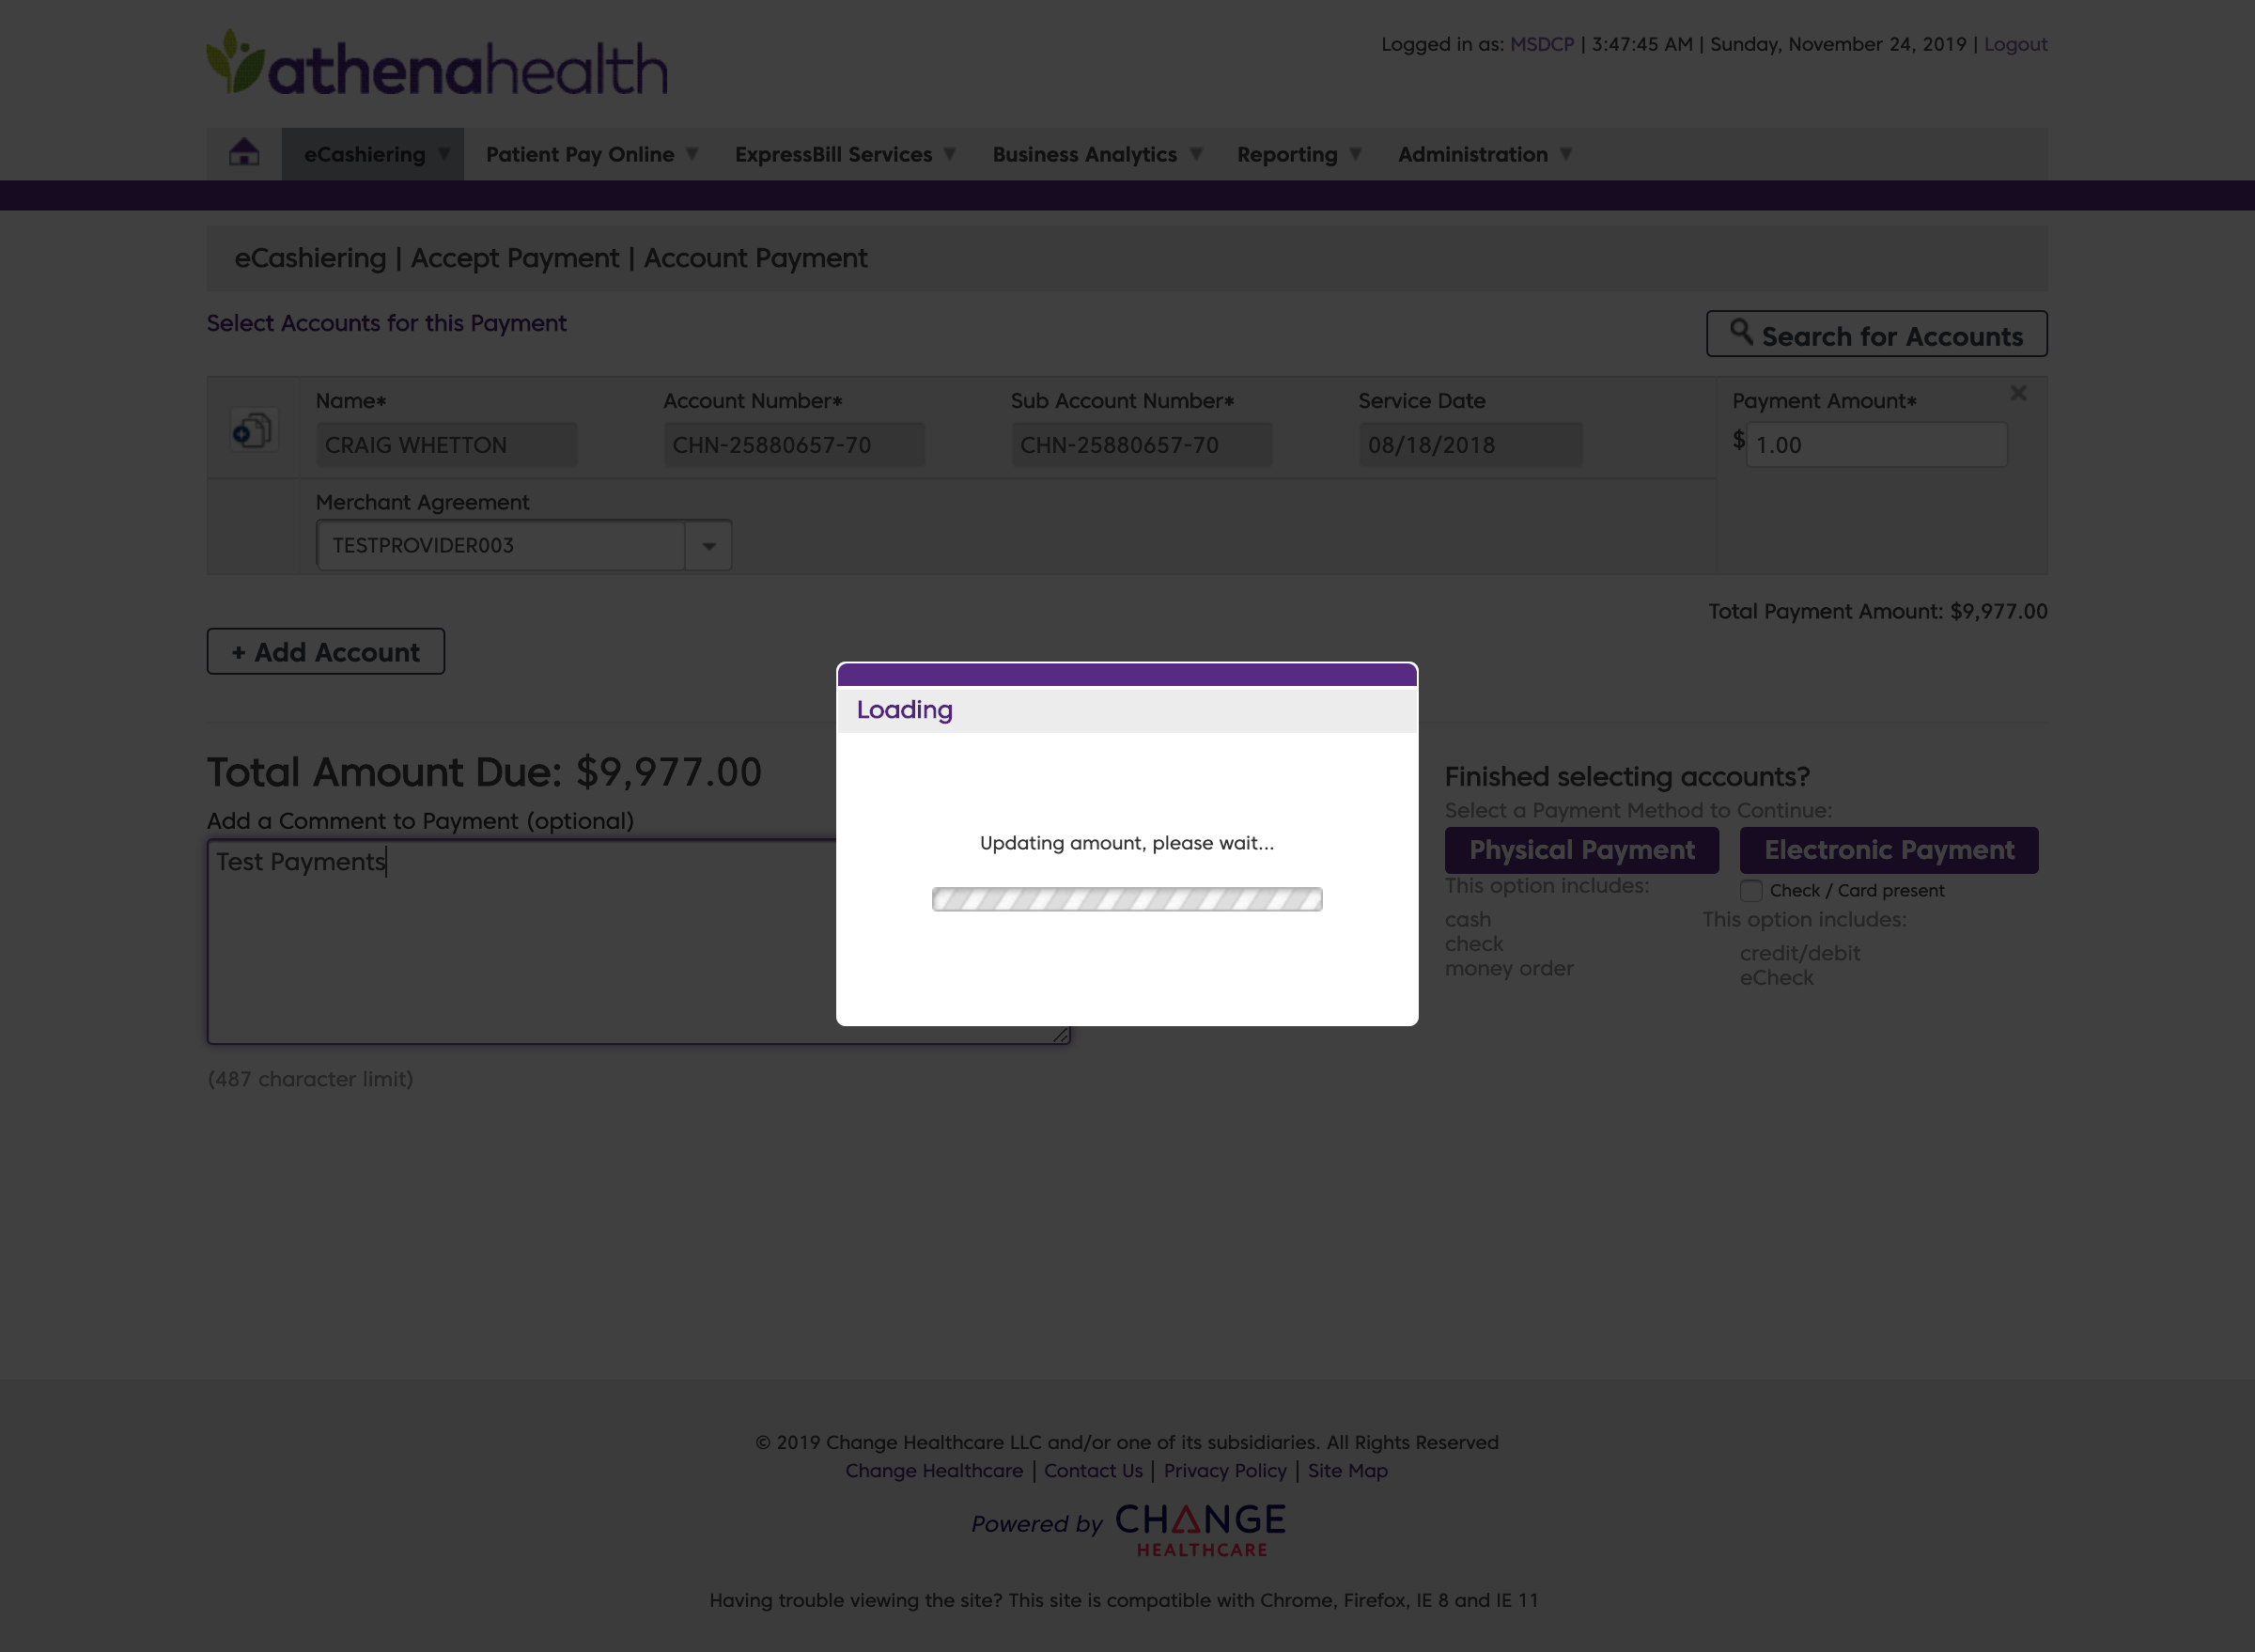 athenahealth
Logged in as: MSDCP | 3:47:45 AM | Sunday, November 24, 2019 | Logout
eCashiering ▼ Patient Pay Online ▼ ExpressBill Services ▼ Business Analytics ▼ Reporting ▼ Administration ▼
eCashiering | Accept Payment | Account Payment
Select Accounts for this Payment
Search for Accounts
Name* Account Number* Sub Account Number* Service Date Payment Amount*
CRAIG WHETTON CHN-25880657-70 CHN-25880657-70 08/18/2018 $ 1.00
Merchant Agreement
TESTPROVIDER003
Total Payment Amount: $9,977.00
+ Add Account
Loading
Updating amount, please wait...
Total Amount Due: $9,977.00
Add a Comment to Payment (optional)
Test Payments
(487 character limit)
Finished selecting accounts?
Select a Payment Method to Continue:
Physical Payment Electronic Payment
This option includes:
cash
check
money order
Check / Card present
This option includes:
credit/debit
eCheck
© 2019 Change Healthcare LLC and/or one of its subsidiaries. All Rights Reserved
Change Healthcare | Contact Us | Privacy Policy | Site Map
Powered by CHANGE
HEALTHCARE
Having trouble viewing the site? This site is compatible with Chrome, Firefox, IE 8 and IE 11